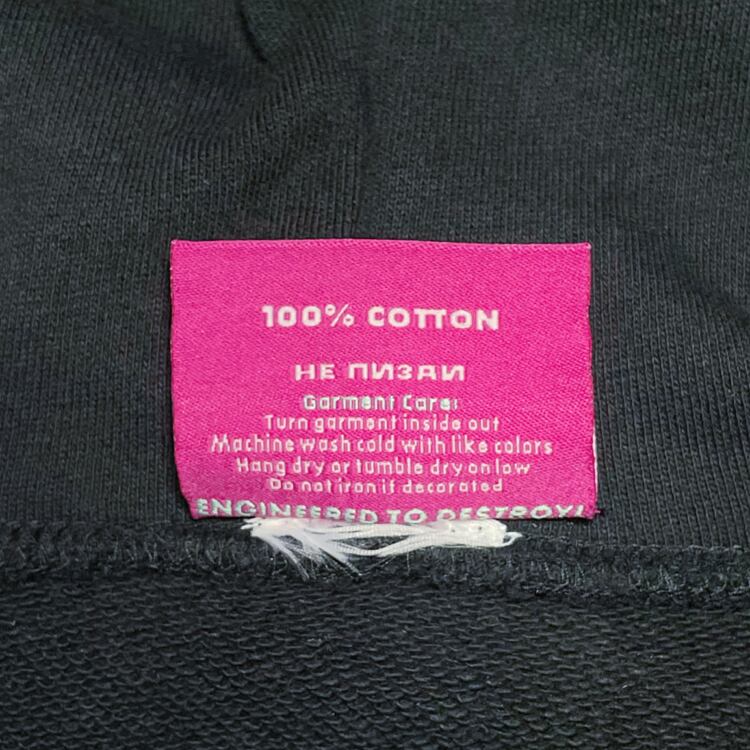 100% COTTON
НЕ ПИЗДИ
Garment Care:
Turn garment inside out
Machine wash cold with like colors
Hang dry or tumble dry on low
Do not iron if decorated
ENGINEERED TO DESTROY!